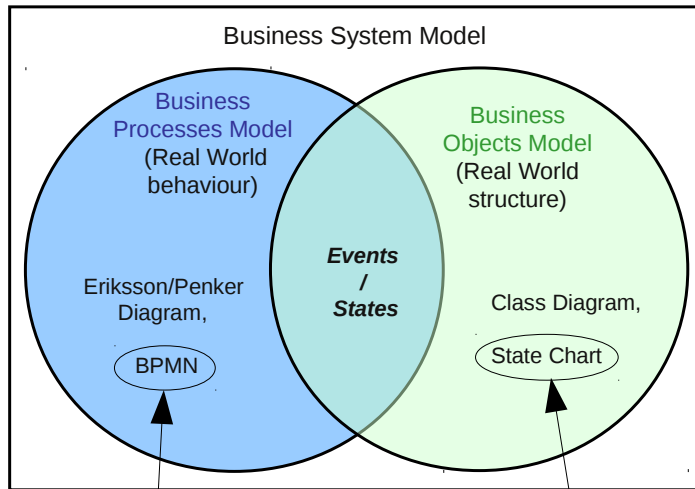 Business System Model
Business
Processes Model
(Real World
behaviour)
Business
Objects Model
(Real World
structure)
Events
/
States
Eriksson/Penker
Diagram,
BPMN
Class Diagram,
State Chart